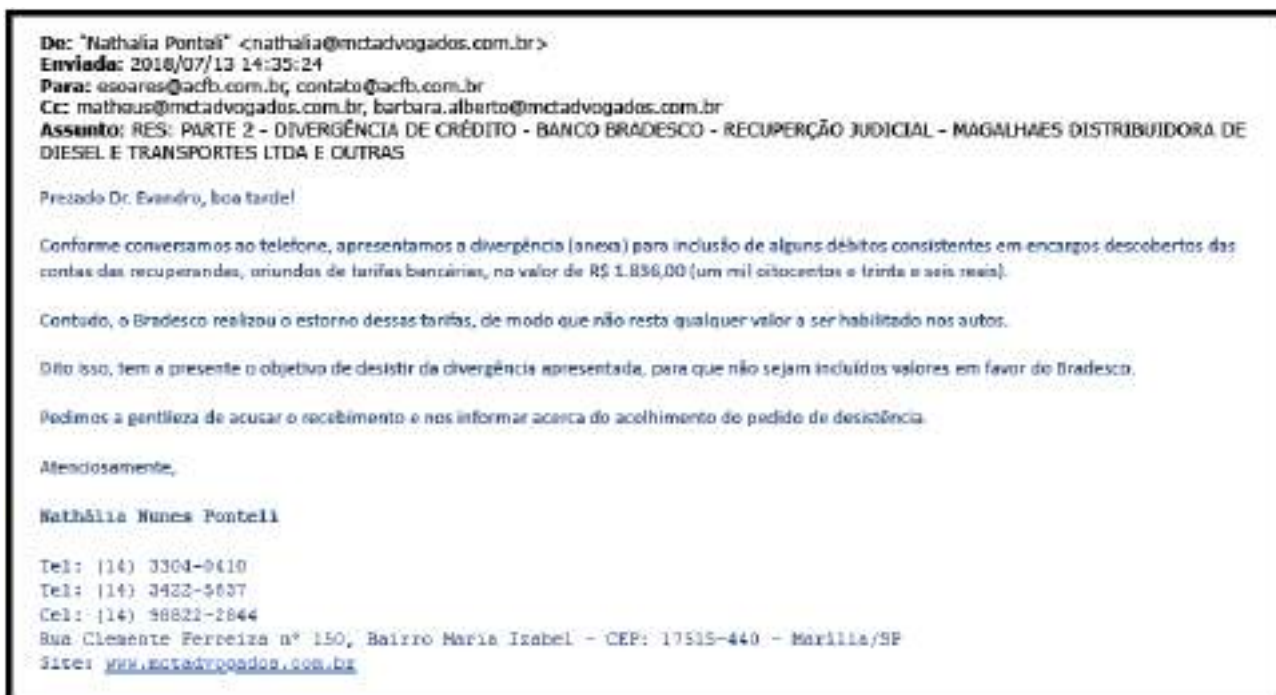 De: "Nathalia Ponteli" <nathalia@mctadvogados.com.br>
Enviada: 2018/07/13 14:35:24
Para: esoares@acfb.com.br, contato@acfb.com.br
Cc: matheus@mctadvogados.com.br, barbara.alberto@mctadvogados.com.br
Assunto: RES: PARTE 2 - DIVERGÊNCIA DE CRÉDITO - BANCO BRADESCO - RECUPERÇÃO JUDICIAL - MAGALHAES DISTRIBUIDORA DE
DIESEL E TRANSPORTES LTDA E OUTRAS
Prezado Dr. Evandro, boa tarde!
Conforme conversamos ao telefone, apresentamos a divergência (anexa) para inclusão de alguns débitos consistentes em encargos descobertos das
contas das recuperandas, oriundos de tarifas bancárias, no valor de R$ 1.836,00 (um mil oitocentos e trinta e seis reais).
Contudo, o Bradesco realizou o estorno dessas tarifas, de modo que não resta qualquer valor a ser habilitado nos autos.
Dito isso, tem a presente o objetivo de desistir da divergência apresentada, para que não sejam incluídos valores em favor do Bradesco.
Pedimos a gentileza de acusar o recebimento e nos informar acerca do acolhimento do pedido de desistência.
Atenciosamente,
Nathália Nunes Ponteli
Tel: (14) 3304-0410
Tel: (14) 3422-5837
Cel: (14) 98822-2844
Rua Clemente Ferreira nº 150, Bairro Maria Izabel - CEP: 17515-440 - Marília/SP
Site: www.mctadvogados.com.br